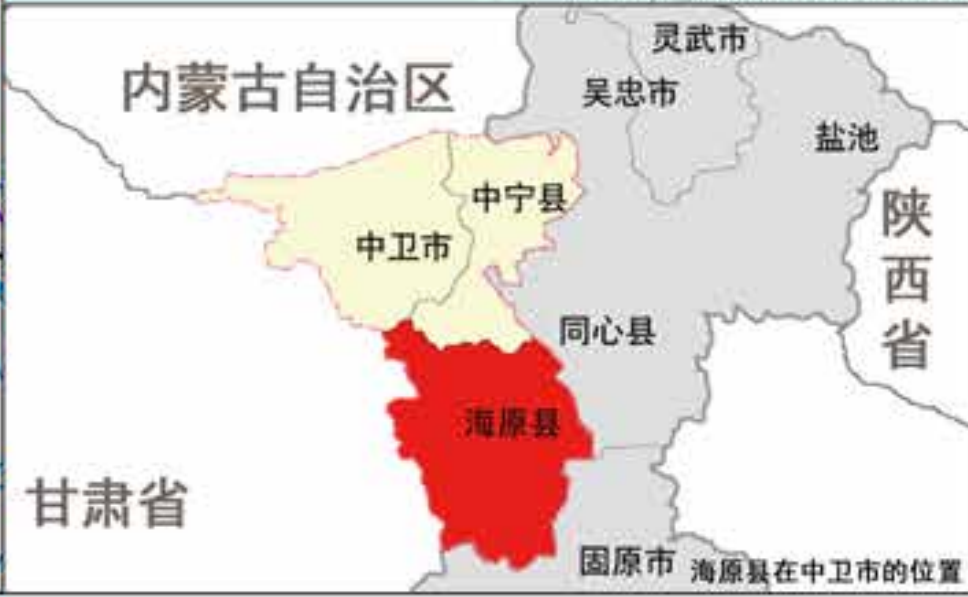 灵武市
内蒙古自治区
吴忠市
盐池
中宁县
陕西省
中卫市
同心县
海原县
甘肃省
固原市
海原县在中卫市的位置